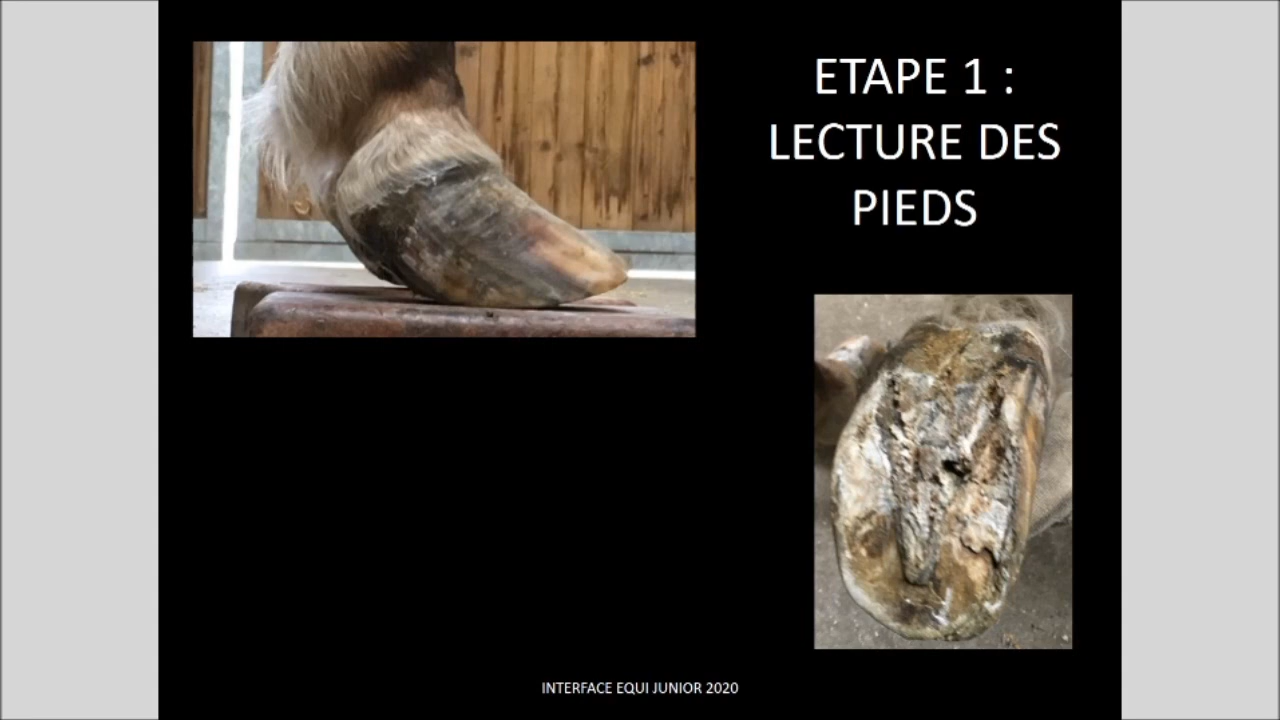 ETAPE 1 :
LECTURE DES
PIEDS
INTERFACE EQUI JUNIOR 2020